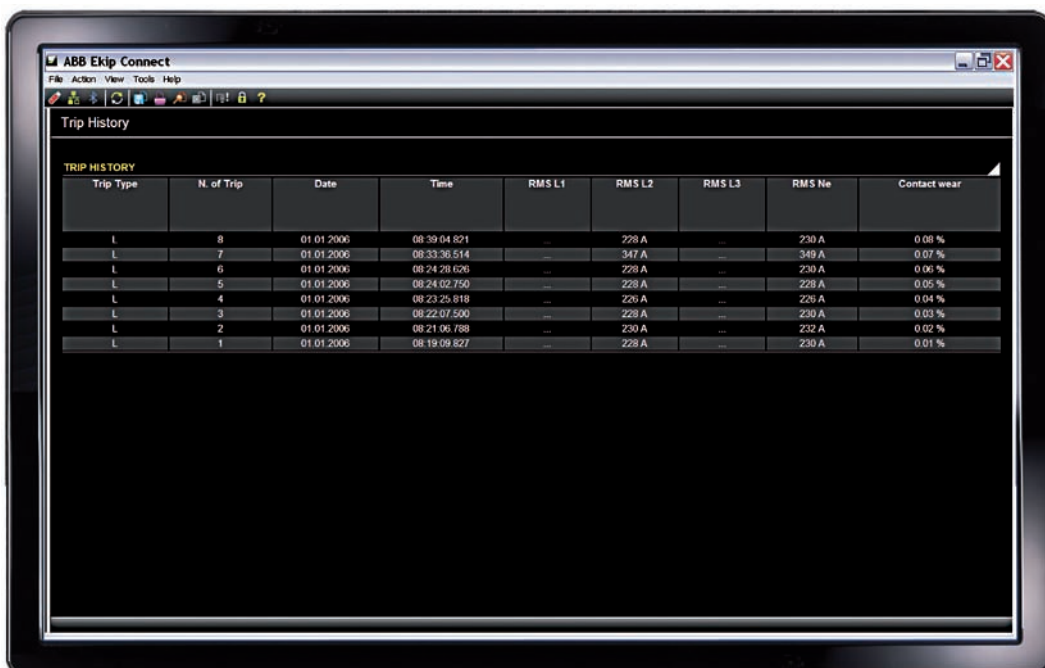 ABB Ekip Connect
File Action View Tools Help
Trip History
TRIP HISTORY
Trip Type N. of Trip Date Time RMS L1 RMS L2 RMS L3 RMS Ne Contact wear
L 8 01.01.2006 08:39:04.821 ... 228 A ... 230 A 0.08 %
L 7 01.01.2006 08:33:36.514 ... 347 A ... 349 A 0.07 %
L 6 01.01.2006 08:24:28.626 ... 228 A ... 230 A 0.06 %
L 5 01.01.2006 08:24:02.750 ... 228 A ... 228 A 0.05 %
L 4 01.01.2006 08:23:25.818 ... 226 A ... 226 A 0.04 %
L 3 01.01.2006 08:22:07.500 ... 228 A ... 230 A 0.03 %
L 2 01.01.2006 08:21:06.788 ... 230 A ... 232 A 0.02 %
L 1 01.01.2006 08:19:09.827 ... 228 A ... 230 A 0.01 %